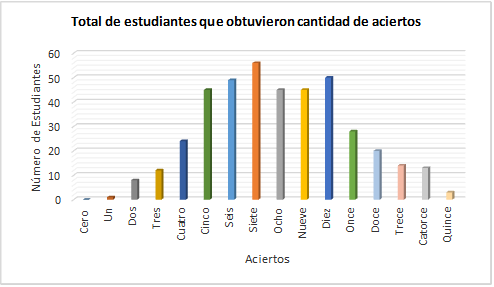 Total de estudiantes que obtuvieron cantidad de aciertos
Número de Estudiantes
60
50
40
30
20
10
0
Cero
Un
Dos
Tres
Cuatro
Cinco
Seis
Siete
Ocho
Nueve
Diez
Once
Doce
Trece
Catorce
Quince
Aciertos